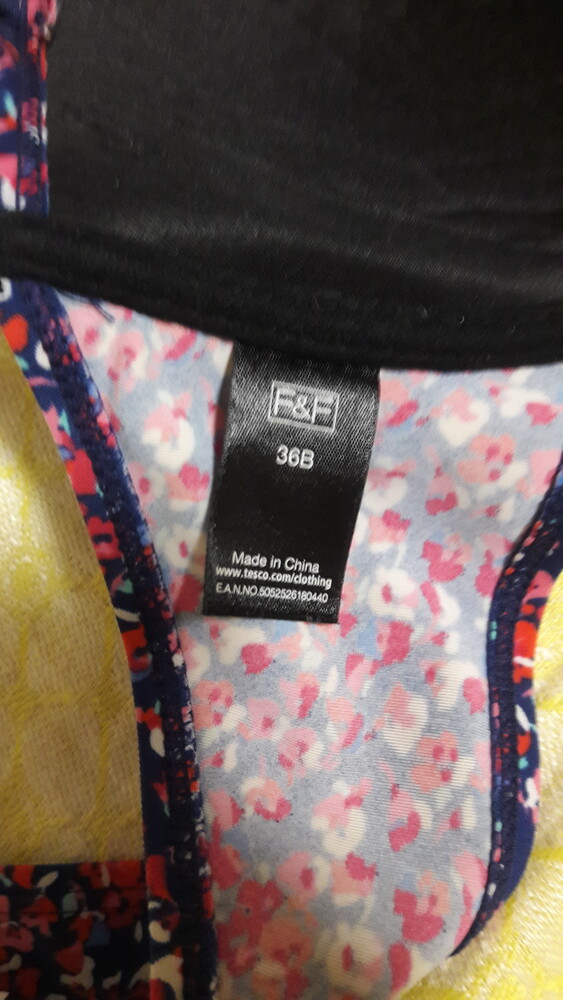 F&F
36B
Made in China
www.tesco.com/clothing
E.A.N.NO.5052526180440